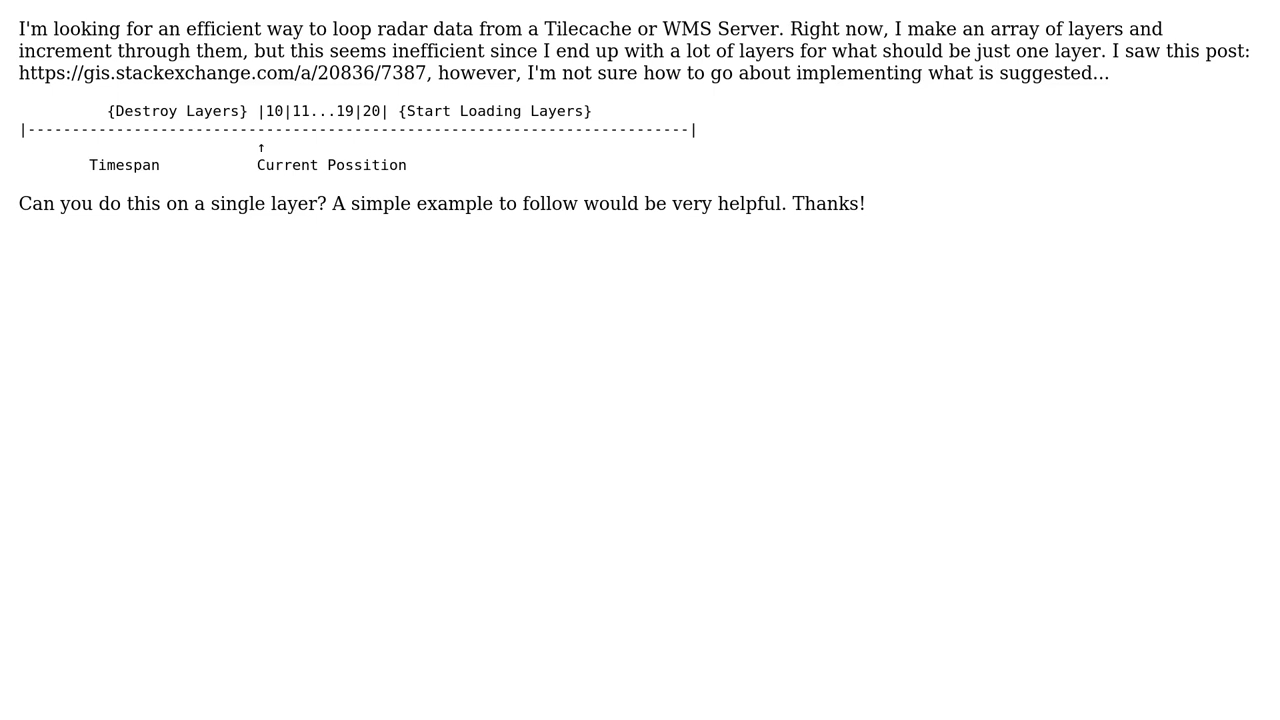 I'm looking for an efficient way to loop radar data from a Tilecache or WMS Server. Right now, I make an array of layers and
increment through them, but this seems inefficient since I end up with a lot of layers for what should be just one layer. I saw this post:
https://gis.stackexchange.com/a/20836/7387, however, I'm not sure how to go about implementing what is suggested...
{Destroy Layers} |10|11...19|20| {Start Loading Layers}
|---------------------------------------------------------------------------|
↑
Timespan Current Possition
Can you do this on a single layer? A simple example to follow would be very helpful. Thanks!